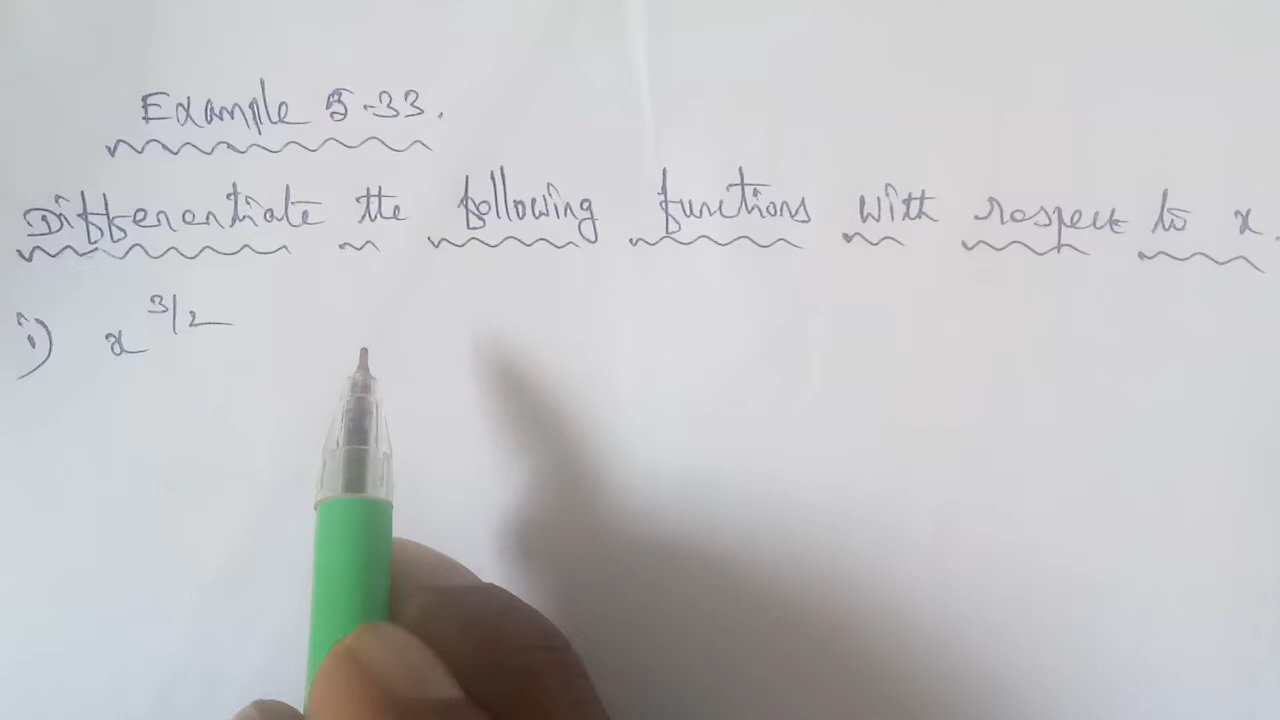 Example 5.33.
Differentiate the following functions with respect to x.
i) x^3/2